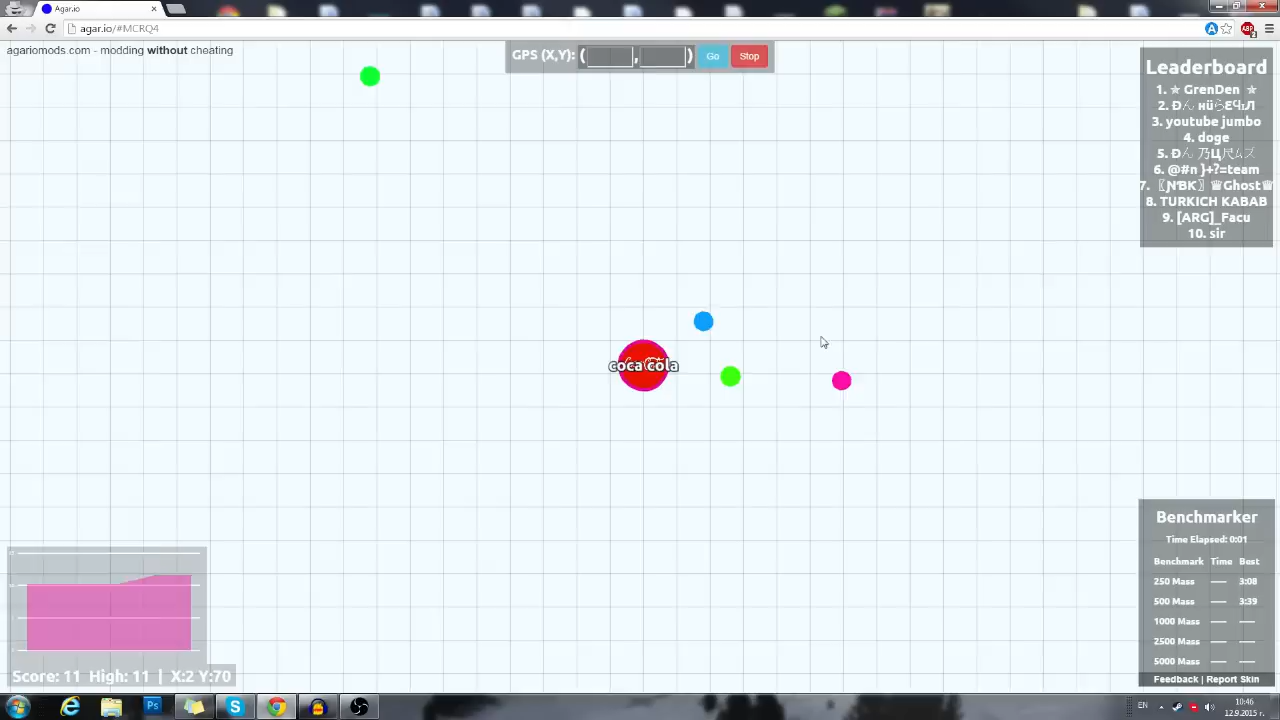 Agar.io
agar.io/#MCRQ4
agariomods.com - modding without cheating
GPS (X,Y): ( , ) Go Stop
Leaderboard
1. ★ GrenDen ★
3. youtube jumbo
4. doge
6. @#n }+?=team
8. TURKICH KABAB
9. [ARG]_Facu
10. sir
coca cola
Benchmarker
Time Elapsed: 0:01
Benchmark Time Best
250 Mass —— 3:08
500 Mass —— 3:39
1000 Mass —— ——
2500 Mass —— ——
5000 Mass —— ——
Feedback | Report Skin
Score: 11 High: 11 | X:2 Y:70
EN
10:46
12.9.2015 г.